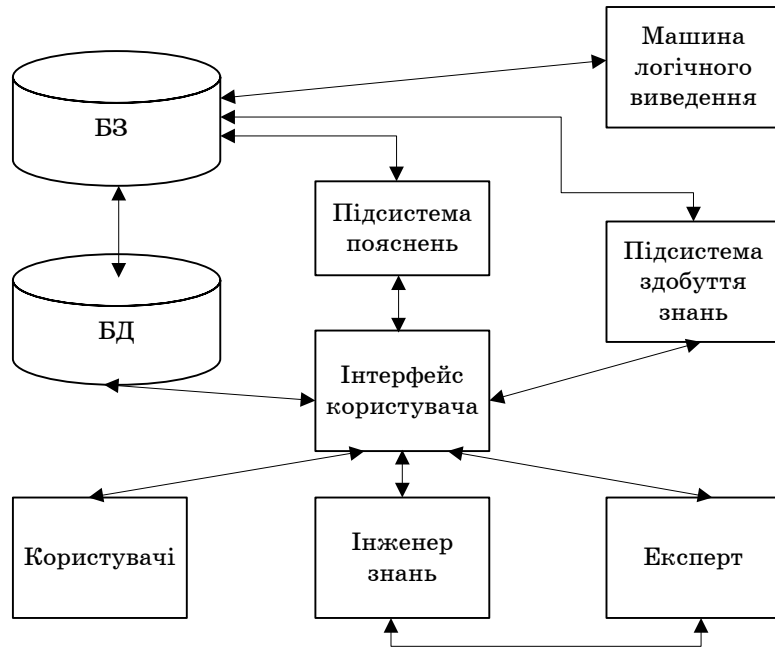 Машина
логічного
виведення
БЗ
Підсистема
пояснень
Підсистема
здобуття
знань
БД
Інтерфейс
користувача
Користувачі
Інженер
знань
Експерт